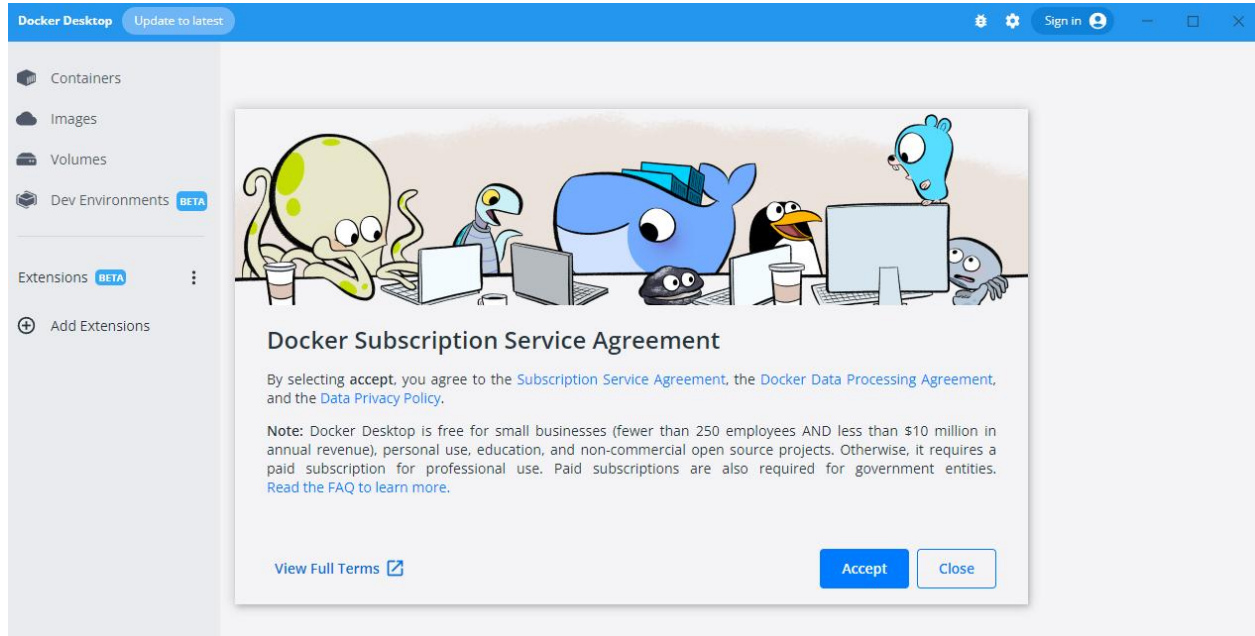 Docker Desktop Update to latest Sign in
Containers
Images
Volumes
Dev Environments BETA
Extensions BETA
Add Extensions
Docker Subscription Service Agreement
By selecting accept, you agree to the Subscription Service Agreement, the Docker Data Processing Agreement,
and the Data Privacy Policy.
Note: Docker Desktop is free for small businesses (fewer than 250 employees AND less than $10 million in
annual revenue), personal use, education, and non-commercial open source projects. Otherwise, it requires a
paid subscription for professional use. Paid subscriptions are also required for government entities.
Read the FAQ to learn more.
View Full Terms Accept Close